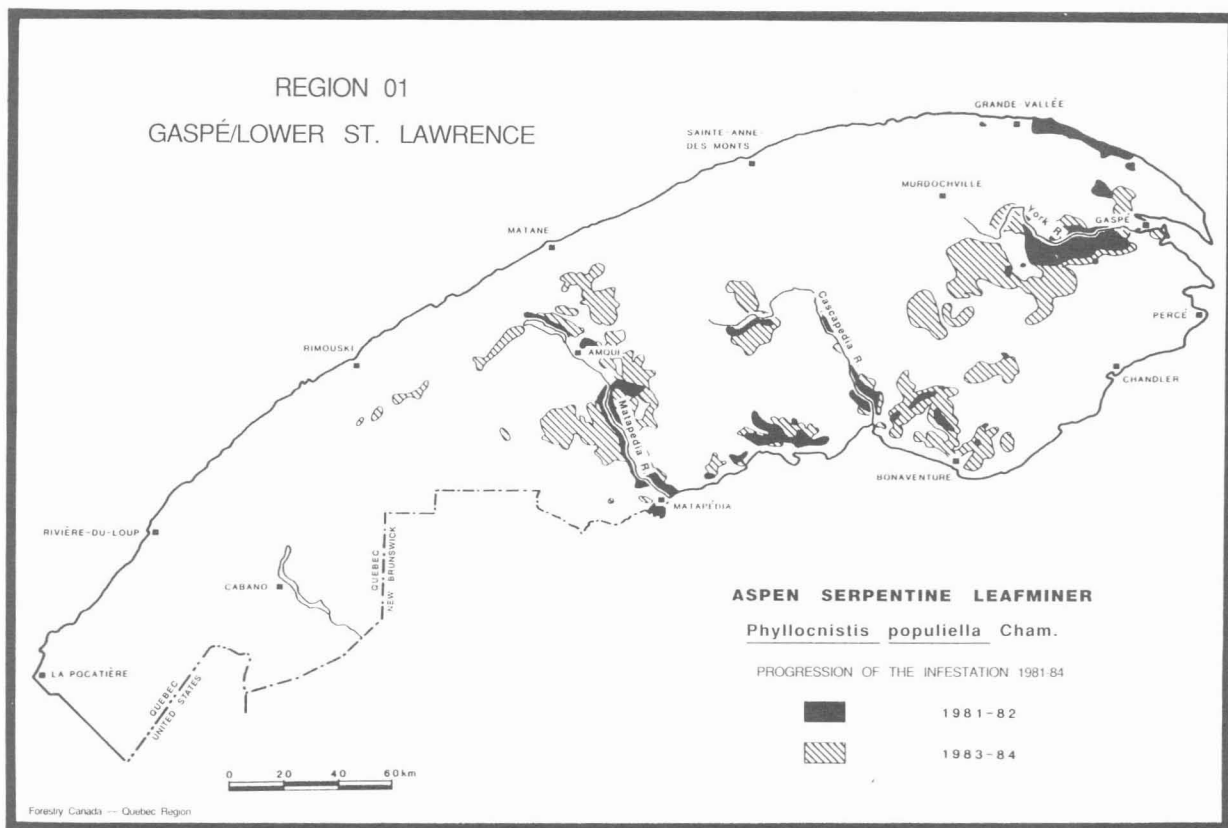 REGION 01
GASPÉ/LOWER ST. LAWRENCE
GRANDE-VALLÉE
SAINTE-ANNE-
DES MONTS
MURDOCHVILLE
York R.
GASPÉ
MATANE
Cascapedia R.
PERCÉ
RIMOUSKI
AMQUI
CHANDLER
Matapedia R.
BONAVENTURE
MATAPÉDIA
RIVIÈRE-DU-LOUP
QUEBEC
NEW BRUNSWICK
CABANO
LA POCATIÈRE
QUEBEC
UNITED STATES
ASPEN SERPENTINE LEAFMINER
Phyllocnistis populiella Cham.
PROGRESSION OF THE INFESTATION 1981-84
1981-82
1983-84
0 20 40 60 km
Forestry Canada -- Quebec Region